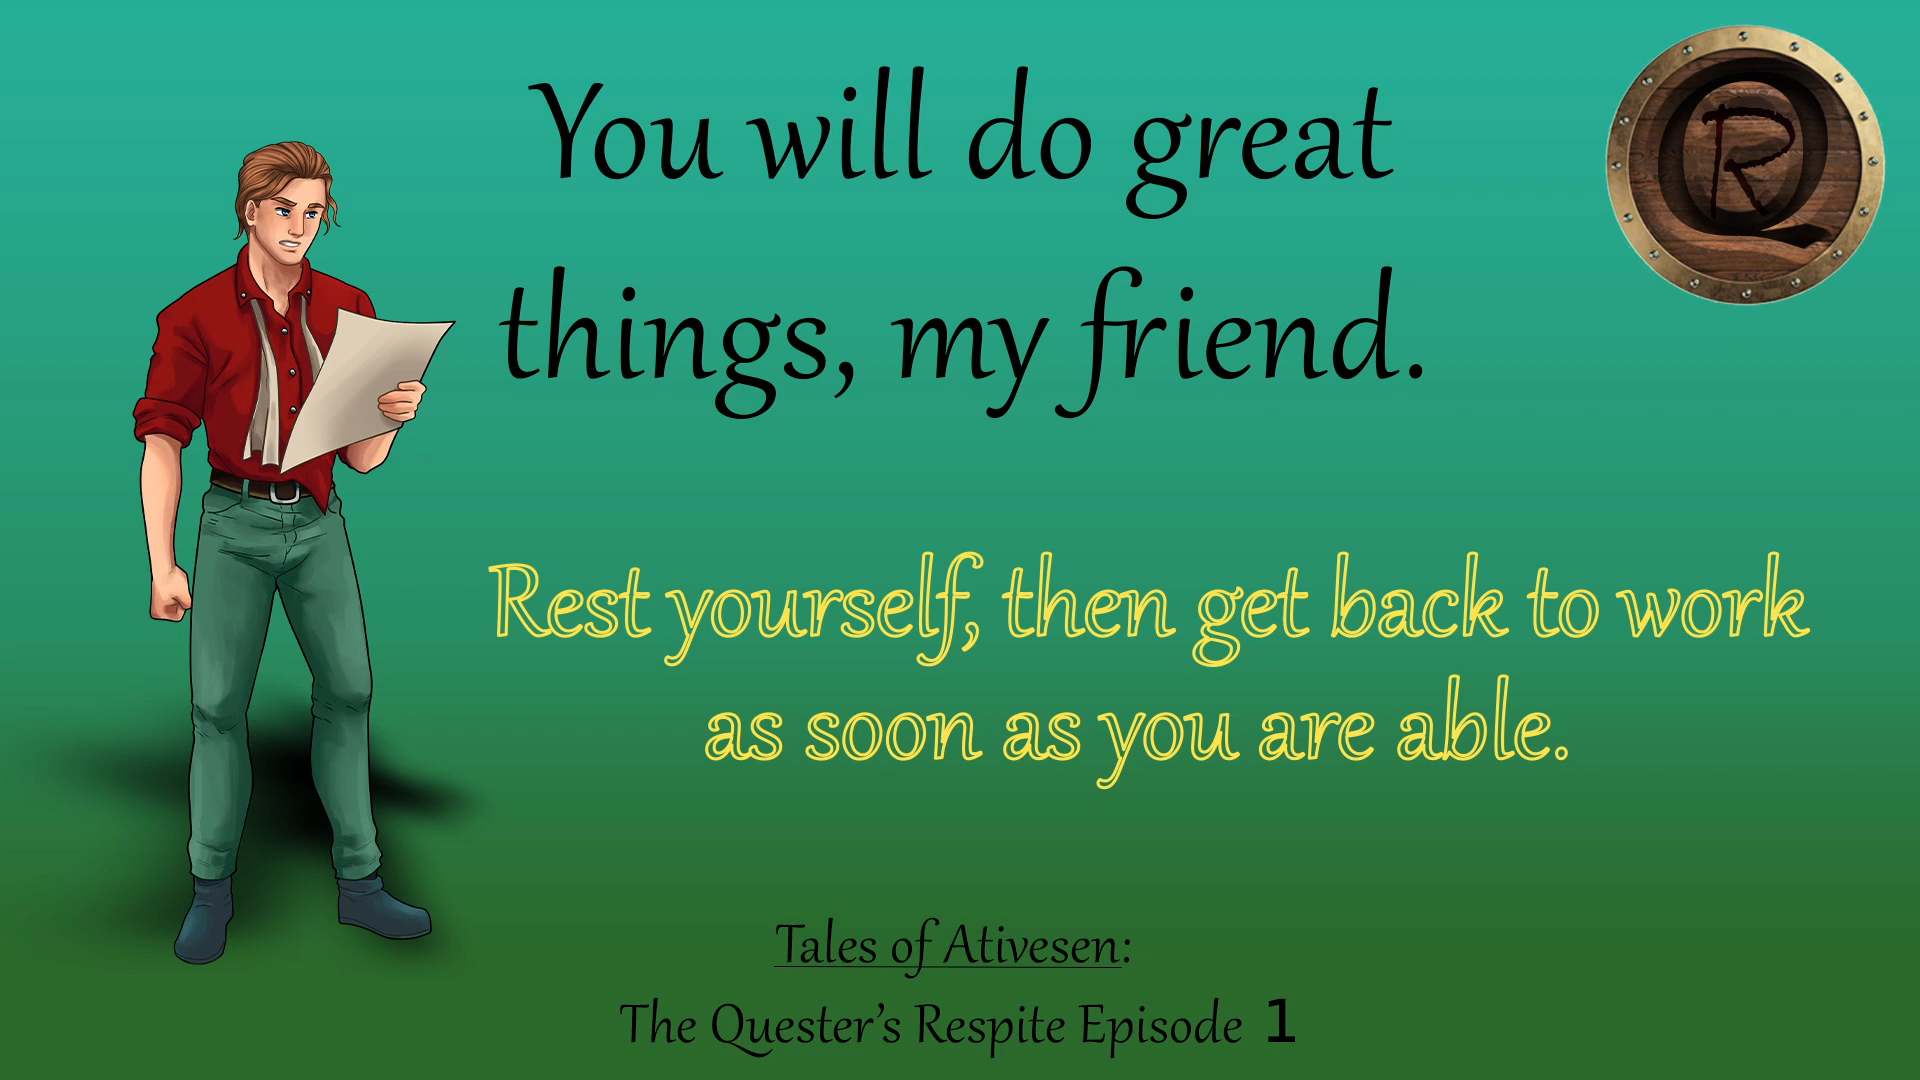 You will do great
things, my friend.
QR
Rest yourself, then get back to work
as soon as you are able.
Tales of Ativesen:
The Quester’s Respite Episode 1